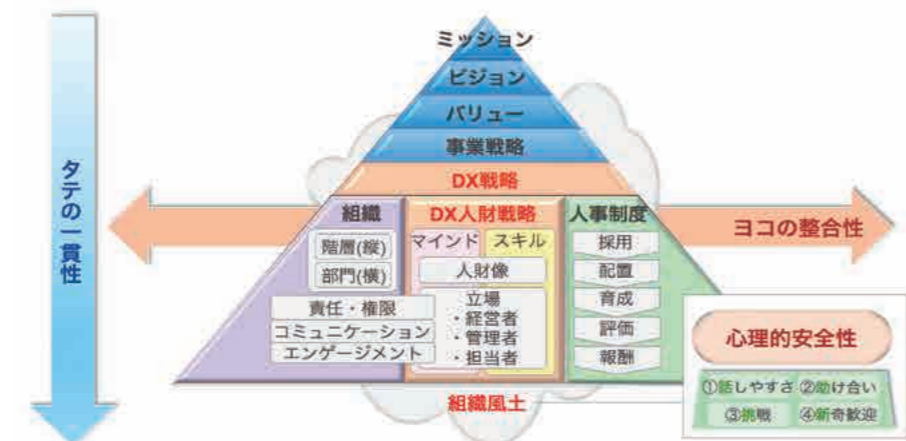 ミッション
ビジョン
バリュー
事業戦略
DX戦略
タテの一貫性
ヨコの整合性
組織
階層(縦)
部門(横)
責任・権限
コミュニケーション
エンゲージメント
DX人財戦略
マインド スキル
人財像
立場
・経営者
・管理者
・担当者
人事制度
採用
配置
育成
評価
報酬
組織風土
心理的安全性
①話しやすさ ②助け合い
③挑戦 ④新奇歓迎